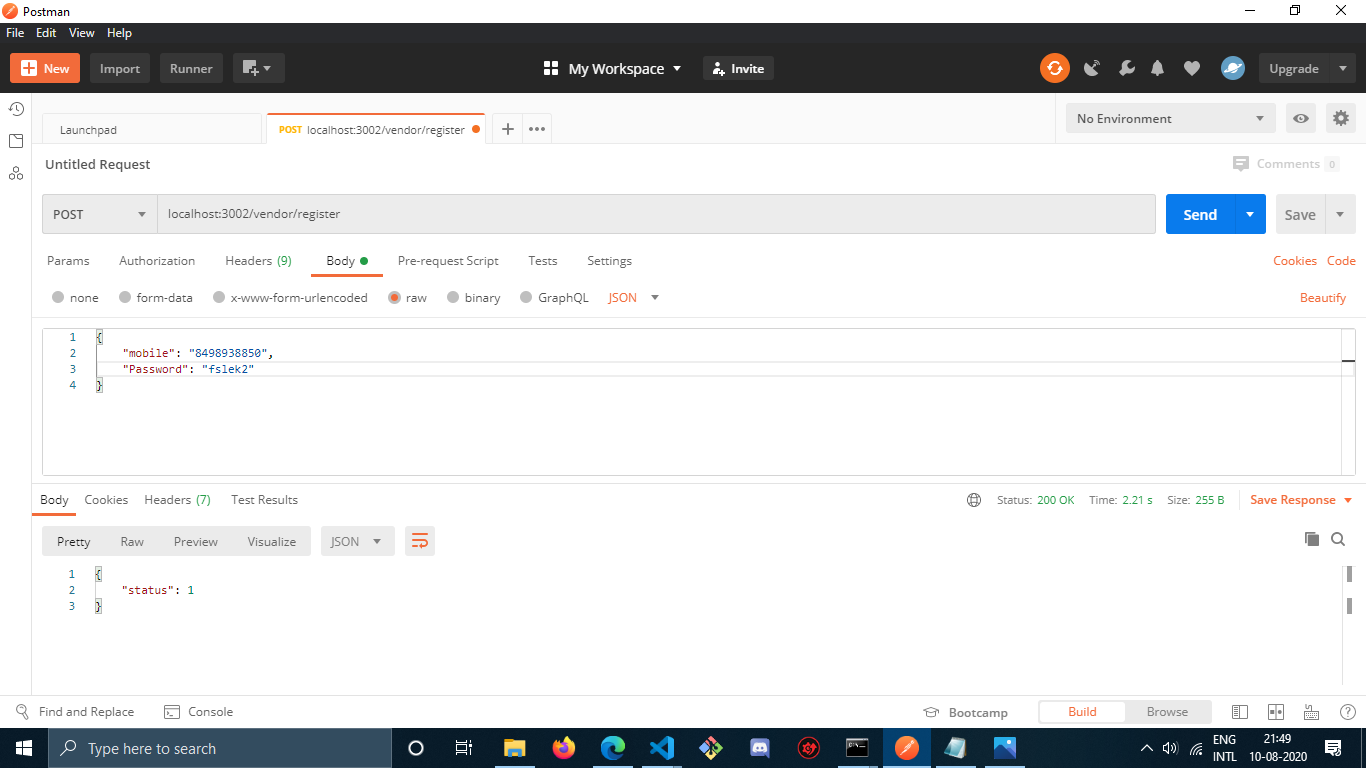 Postman
File Edit View Help
New Import Runner My Workspace Invite Upgrade
Launchpad POST localhost:3002/vendor/register No Environment
Untitled Request Comments 0
POST localhost:3002/vendor/register Send Save
Params Authorization Headers (9) Body Pre-request Script Tests Settings Cookies Code
none form-data x-www-form-urlencoded raw binary GraphQL JSON Beautify
1 {
2 "mobile": "8498938850",
3 "Password": "fslek2"
4 }
Body Cookies Headers (7) Test Results Status: 200 OK Time: 2.21 s Size: 255 B Save Response
Pretty Raw Preview Visualize JSON
1 {
2 "status": 1
3 }
Find and Replace Console Bootcamp Build Browse
Type here to search ENG 21:49
INTL 10-08-2020